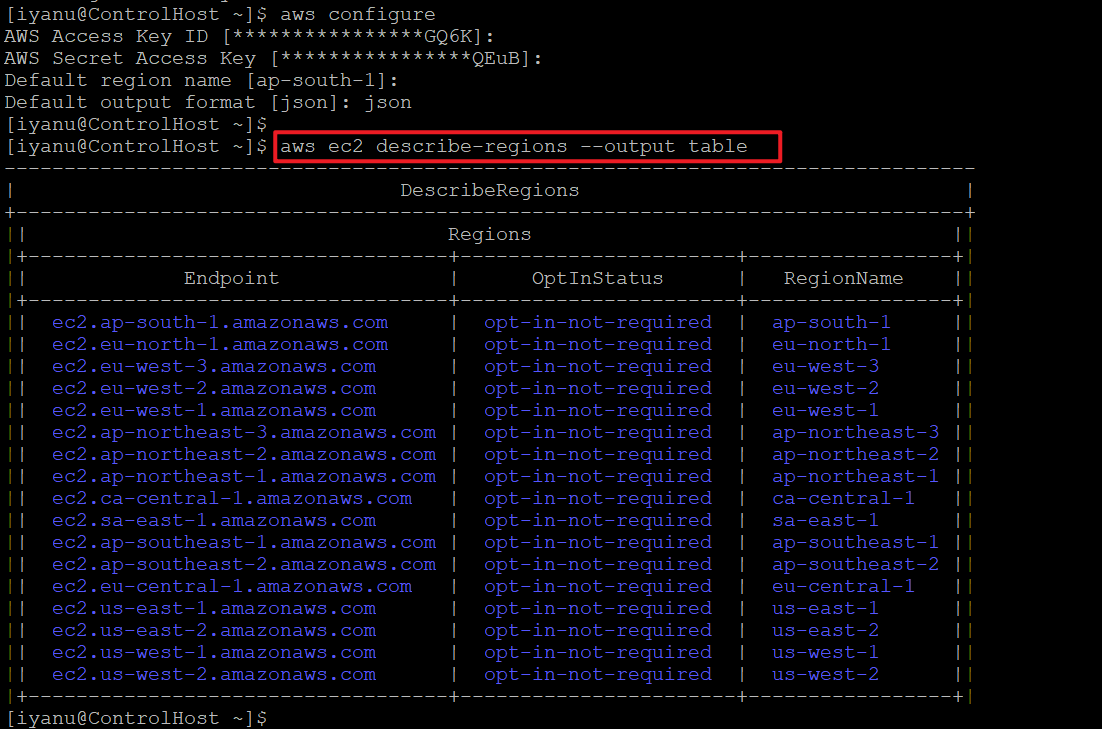 [iyanu@ControlHost ~]$ aws configure
AWS Access Key ID [****************GQ6K]:
AWS Secret Access Key [****************QEuB]:
Default region name [ap-south-1]:
Default output format [json]: json
[iyanu@ControlHost ~]$
[iyanu@ControlHost ~]$ aws ec2 describe-regions --output table
---------------------------------------------------------------------------------
|                                DescribeRegions                                |
+-------------------------------------------------------------------------------+
||                                   Regions                                   ||
|+-----------------------------------+-----------------------+-----------------+|
||             Endpoint              |      OptInStatus      |   RegionName    ||
|+-----------------------------------+-----------------------+-----------------+|
||  ec2.ap-south-1.amazonaws.com     |  opt-in-not-required  |  ap-south-1     ||
||  ec2.eu-north-1.amazonaws.com     |  opt-in-not-required  |  eu-north-1     ||
||  ec2.eu-west-3.amazonaws.com      |  opt-in-not-required  |  eu-west-3      ||
||  ec2.eu-west-2.amazonaws.com      |  opt-in-not-required  |  eu-west-2      ||
||  ec2.eu-west-1.amazonaws.com      |  opt-in-not-required  |  eu-west-1      ||
||  ec2.ap-northeast-3.amazonaws.com |  opt-in-not-required  |  ap-northeast-3 ||
||  ec2.ap-northeast-2.amazonaws.com |  opt-in-not-required  |  ap-northeast-2 ||
||  ec2.ap-northeast-1.amazonaws.com |  opt-in-not-required  |  ap-northeast-1 ||
||  ec2.ca-central-1.amazonaws.com   |  opt-in-not-required  |  ca-central-1   ||
||  ec2.sa-east-1.amazonaws.com      |  opt-in-not-required  |  sa-east-1      ||
||  ec2.ap-southeast-1.amazonaws.com |  opt-in-not-required  |  ap-southeast-1 ||
||  ec2.ap-southeast-2.amazonaws.com |  opt-in-not-required  |  ap-southeast-2 ||
||  ec2.eu-central-1.amazonaws.com   |  opt-in-not-required  |  eu-central-1   ||
||  ec2.us-east-1.amazonaws.com      |  opt-in-not-required  |  us-east-1      ||
||  ec2.us-east-2.amazonaws.com      |  opt-in-not-required  |  us-east-2      ||
||  ec2.us-west-1.amazonaws.com      |  opt-in-not-required  |  us-west-1      ||
||  ec2.us-west-2.amazonaws.com      |  opt-in-not-required  |  us-west-2      ||
|+-----------------------------------+-----------------------+-----------------+|
[iyanu@ControlHost ~]$